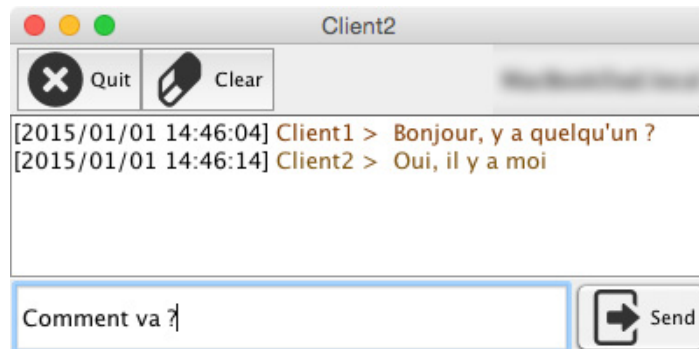 Client2
Quit Clear
[2015/01/01 14:46:04] Client1 > Bonjour, y a quelqu'un ?
[2015/01/01 14:46:14] Client2 > Oui, il y a moi
Comment va ?
Send